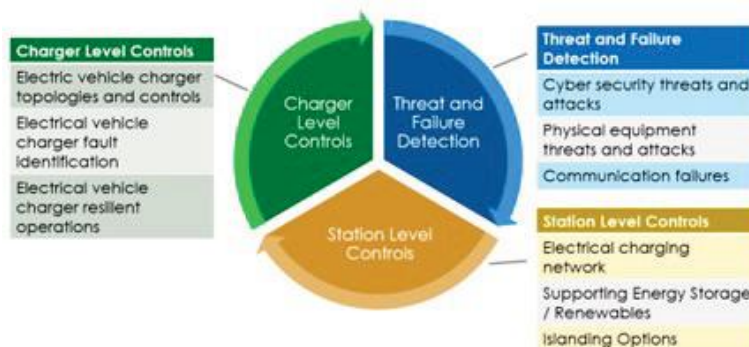 Charger Level Controls
Electric vehicle charger
topologies and controls
Electrical vehicle
charger fault
identification
Electrical vehicle
charger resilient
operations
Charger
Level
Controls
Threat and
Failure
Detection
Station Level
Controls
Threat and Failure
Detection
Cyber security threats and
attacks
Physical equipment
threats and attacks
Communication failures
Station Level Controls
Electrical charging
network
Supporting Energy Storage
/ Renewables
Islanding Options